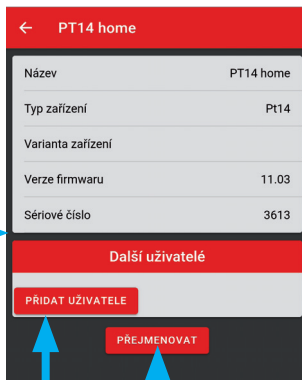 ← PT14 home
Název PT14 home
Typ zařízení Pt14
Varianta zařízení
Verze firmwaru 11.03
Sériové číslo 3613
Další uživatelé
PŘIDAT UŽIVATELE
PŘEJMENOVAT